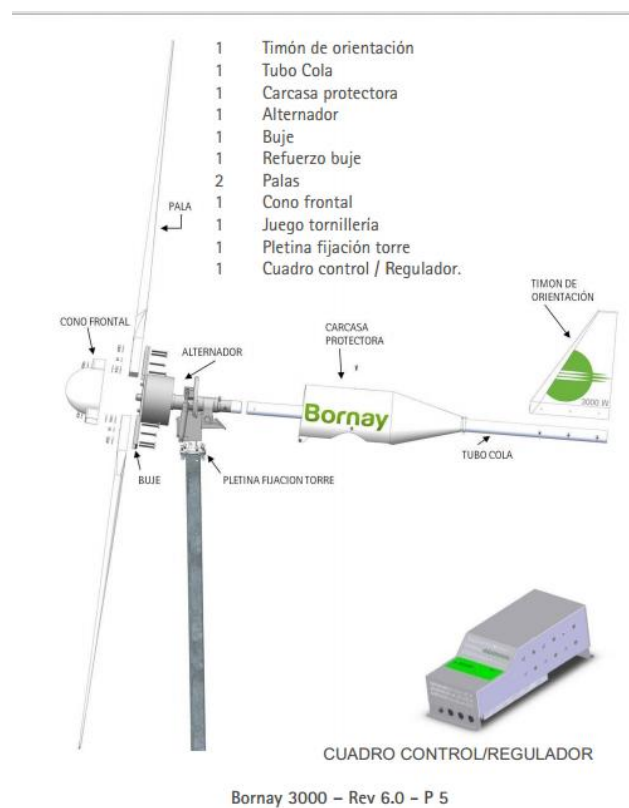 1 Timón de orientación
1 Tubo Cola
1 Carcasa protectora
1 Alternador
1 Buje
1 Refuerzo buje
2 Palas
1 Cono frontal
1 Juego tornillería
1 Pletina fijación torre
1 Cuadro control / Regulador.
PALA
TIMON DE
ORIENTACIÓN
CONO FRONTAL
CARCASA
PROTECTORA
ALTERNADOR
3000 W
Bornay
TUBO COLA
BUJE
PLETINA FIJACION TORRE
CUADRO CONTROL/REGULADOR
Bornay 3000 – Rev 6.0 – P 5